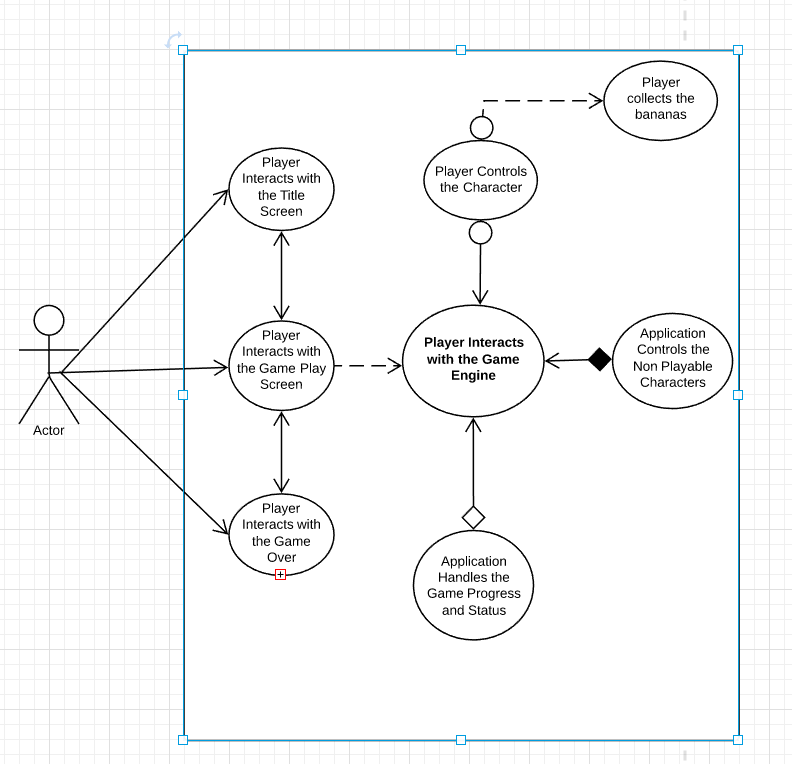 Player
collects the
bananas
Player
Interacts with
the Title
Screen
Player Controls
the Character
Player
Interacts with
the Game Play
Screen
Player Interacts
with the Game
Engine
Application
Controls the
Non Playable
Characters
Actor
Player
Interacts with
the Game
Over
Application
Handles the
Game Progress
and Status